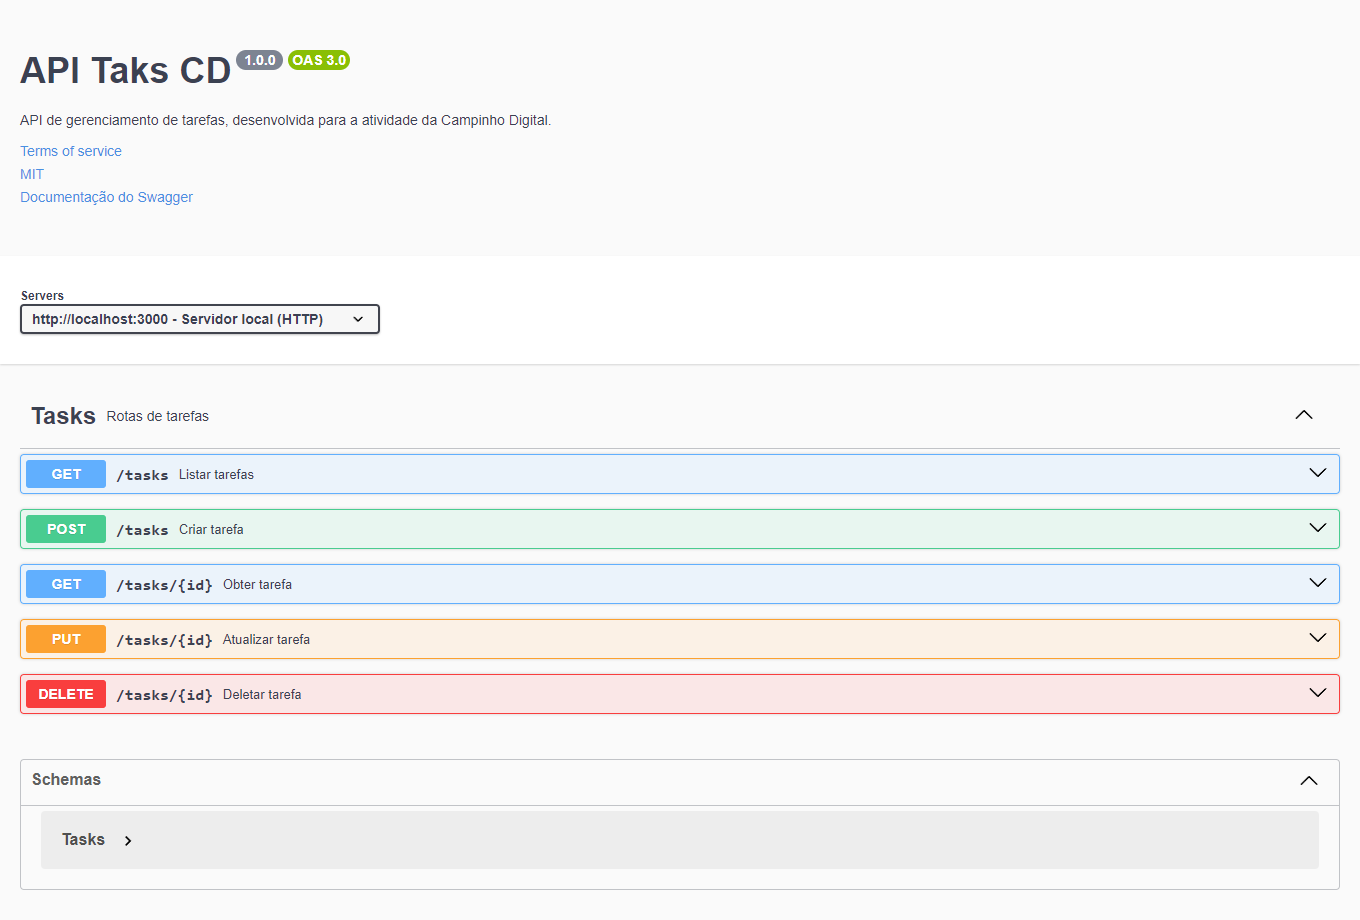 API Taks CD 1.0.0 OAS 3.0
API de gerenciamento de tarefas, desenvolvida para a atividade da Campinho Digital.
Terms of service
MIT
Documentação do Swagger
Servers
http://localhost:3000 - Servidor local (HTTP)
Tasks Rotas de tarefas
GET /tasks Listar tarefas
POST /tasks Criar tarefa
GET /tasks/{id} Obter tarefa
PUT /tasks/{id} Atualizar tarefa
DELETE /tasks/{id} Deletar tarefa
Schemas
Tasks